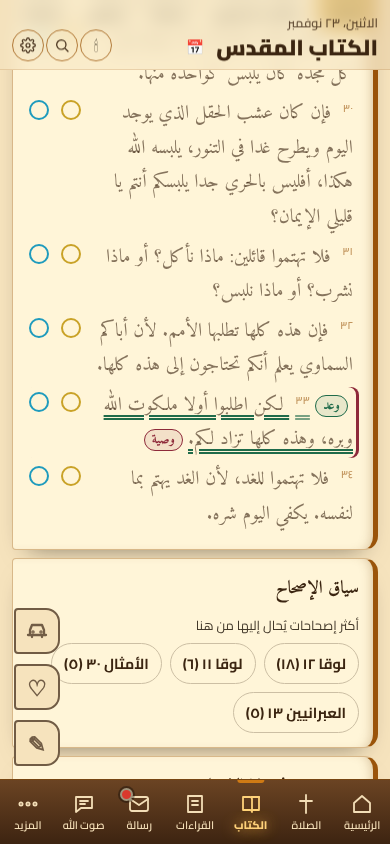 الاثنين، ٢٣ نوفمبر
الكتاب المقدس
كل مجده كان يلبس كواحدة منها.
٣٠ فإن كان عشب الحقل الذي يوجد
اليوم ويطرح غدا في التنور، يلبسه الله
هكذا، أفليس بالحري جدا يلبسكم أنتم يا
قليلي الإيمان؟
٣١ فلا تهتموا قائلين: ماذا نأكل؟ أو ماذا
نشرب؟ أو ماذا نلبس؟
٣٢ فإن هذه كلها تطلبها الأمم. لأن أباكم
السماوي يعلم أنكم تحتاجون إلى هذه كلها.
وعد ٣٣ لكن اطلبوا أولا ملكوت الله
وبره، وهذه كلها تزاد لكم. وصية
٣٤ فلا تهتموا للغد، لأن الغد يهتم بما
لنفسه. يكفي اليوم شره.
سياق الإصحاح
أكثر إصحاحات يُحال إليها من هنا
لوقا ١٢ (١٨) لوقا ١١ (٦) الأمثال ٣٠ (٥)
العبرانيين ١٣ (٥)
الرئيسية الصلاة الكتاب القراءات رسالة صوت الله المزيد